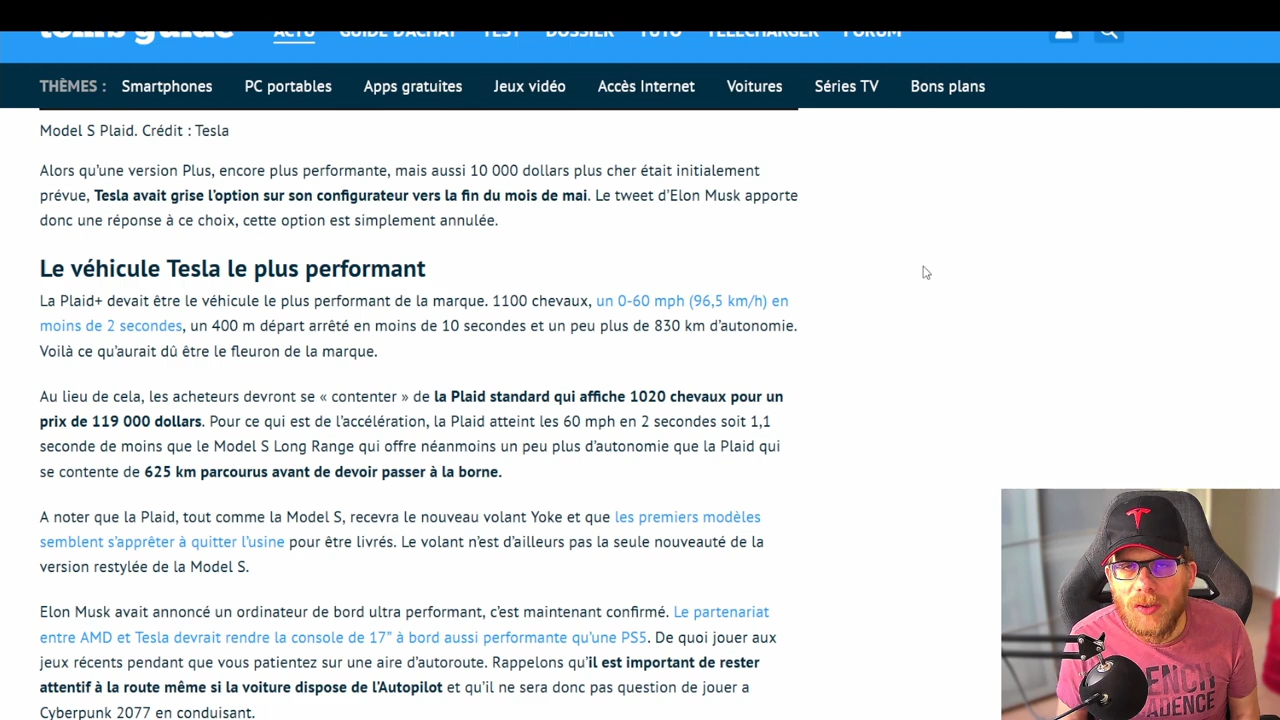 tom's guide ACTU GUIDE D'ACHAT TEST DOSSIER TUTO TÉLÉCHARGER FORUM
THÈMES : Smartphones PC portables Apps gratuites Jeux vidéo Accès Internet Voitures Séries TV Bons plans
Model S Plaid. Crédit : Tesla
Alors qu’une version Plus, encore plus performante, mais aussi 10 000 dollars plus cher était initialement
prévue, Tesla avait grise l’option sur son configurateur vers la fin du mois de mai. Le tweet d’Elon Musk apporte
donc une réponse à ce choix, cette option est simplement annulée.
Le véhicule Tesla le plus performant
La Plaid+ devait être le véhicule le plus performant de la marque. 1100 chevaux, un 0-60 mph (96,5 km/h) en
moins de 2 secondes, un 400 m départ arrêté en moins de 10 secondes et un peu plus de 830 km d’autonomie.
Voilà ce qu’aurait dû être le fleuron de la marque.
Au lieu de cela, les acheteurs devront se « contenter » de la Plaid standard qui affiche 1020 chevaux pour un
prix de 119 000 dollars. Pour ce qui est de l’accélération, la Plaid atteint les 60 mph en 2 secondes soit 1,1
seconde de moins que le Model S Long Range qui offre néanmoins un peu plus d’autonomie que la Plaid qui
se contente de 625 km parcourus avant de devoir passer à la borne.
A noter que la Plaid, tout comme la Model S, recevra le nouveau volant Yoke et que les premiers modèles
semblent s’apprêter à quitter l’usine pour être livrés. Le volant n’est d’ailleurs pas la seule nouveauté de la
version restylée de la Model S.
Elon Musk avait annoncé un ordinateur de bord ultra performant, c’est maintenant confirmé. Le partenariat
entre AMD et Tesla devrait rendre la console de 17” à bord aussi performante qu’une PS5. De quoi jouer aux
jeux récents pendant que vous patientez sur une aire d’autoroute. Rappelons qu’il est important de rester
attentif à la route même si la voiture dispose de l’Autopilot et qu’il ne sera donc pas question de jouer a
Cyberpunk 2077 en conduisant.